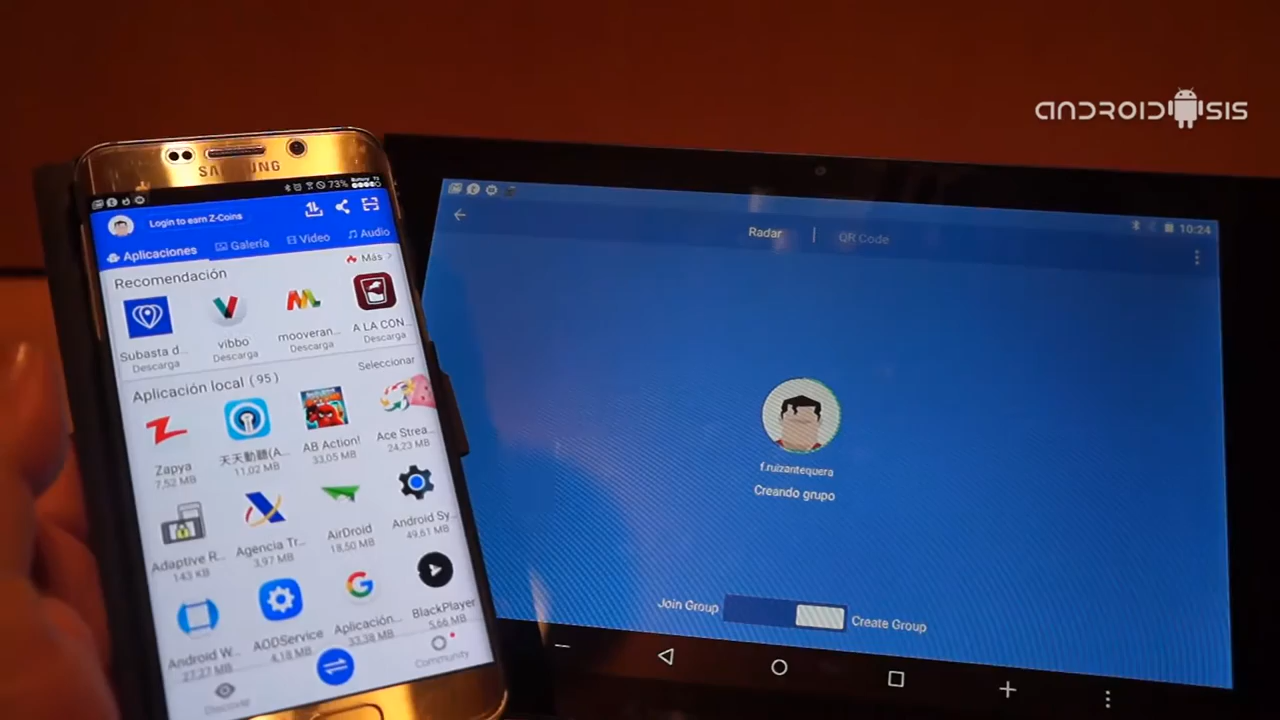 ANDROIDSIS
SAMSUNG
73%
Login to earn Z-Coins
Aplicaciones
Galería
Video
Audio
Recomendación
Más
Subasta d...
Descarga
vibbo
Descarga
mooveran...
Descarga
A LA CON...
Descarga
Aplicación local (95)
Seleccionar
Zapya
7,52 MB
天天動聽(A...
11,02 MB
AB Action!
33,05 MB
Ace Strea...
24,23 MB
Adaptive R...
143 KB
Agencia Tr...
3,97 MB
AirDroid
18,50 MB
Android Sy...
49,61 MB
Android W...
21,27 MB
AODService
4,18 MB
Aplicación...
33,38 MB
BlackPlayer
5,66 MB
Discover
Community
10:24
Radar | QR Code
f.ruizantequera
Creando grupo
Join Group
Create Group